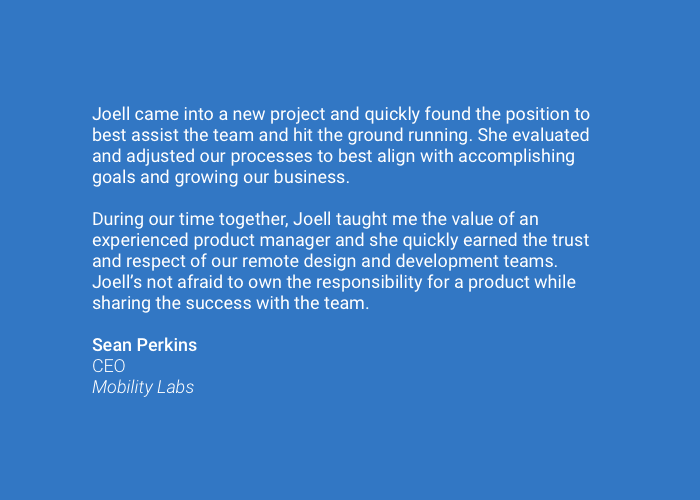 Joell came into a new project and quickly found the position to
best assist the team and hit the ground running. She evaluated
and adjusted our processes to best align with accomplishing
goals and growing our business.
During our time together, Joell taught me the value of an
experienced product manager and she quickly earned the trust
and respect of our remote design and development teams.
Joell’s not afraid to own the responsibility for a product while
sharing the success with the team.
Sean Perkins
CEO
Mobility Labs